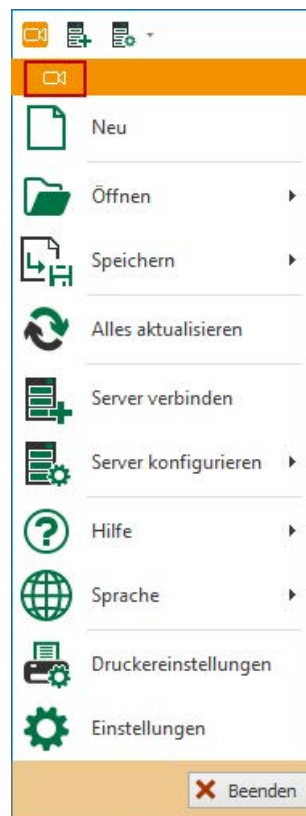 Neu
Öffnen
Speichern
Alles aktualisieren
Server verbinden
Server konfigurieren
Hilfe
Sprache
Druckereinstellungen
Einstellungen
Beenden